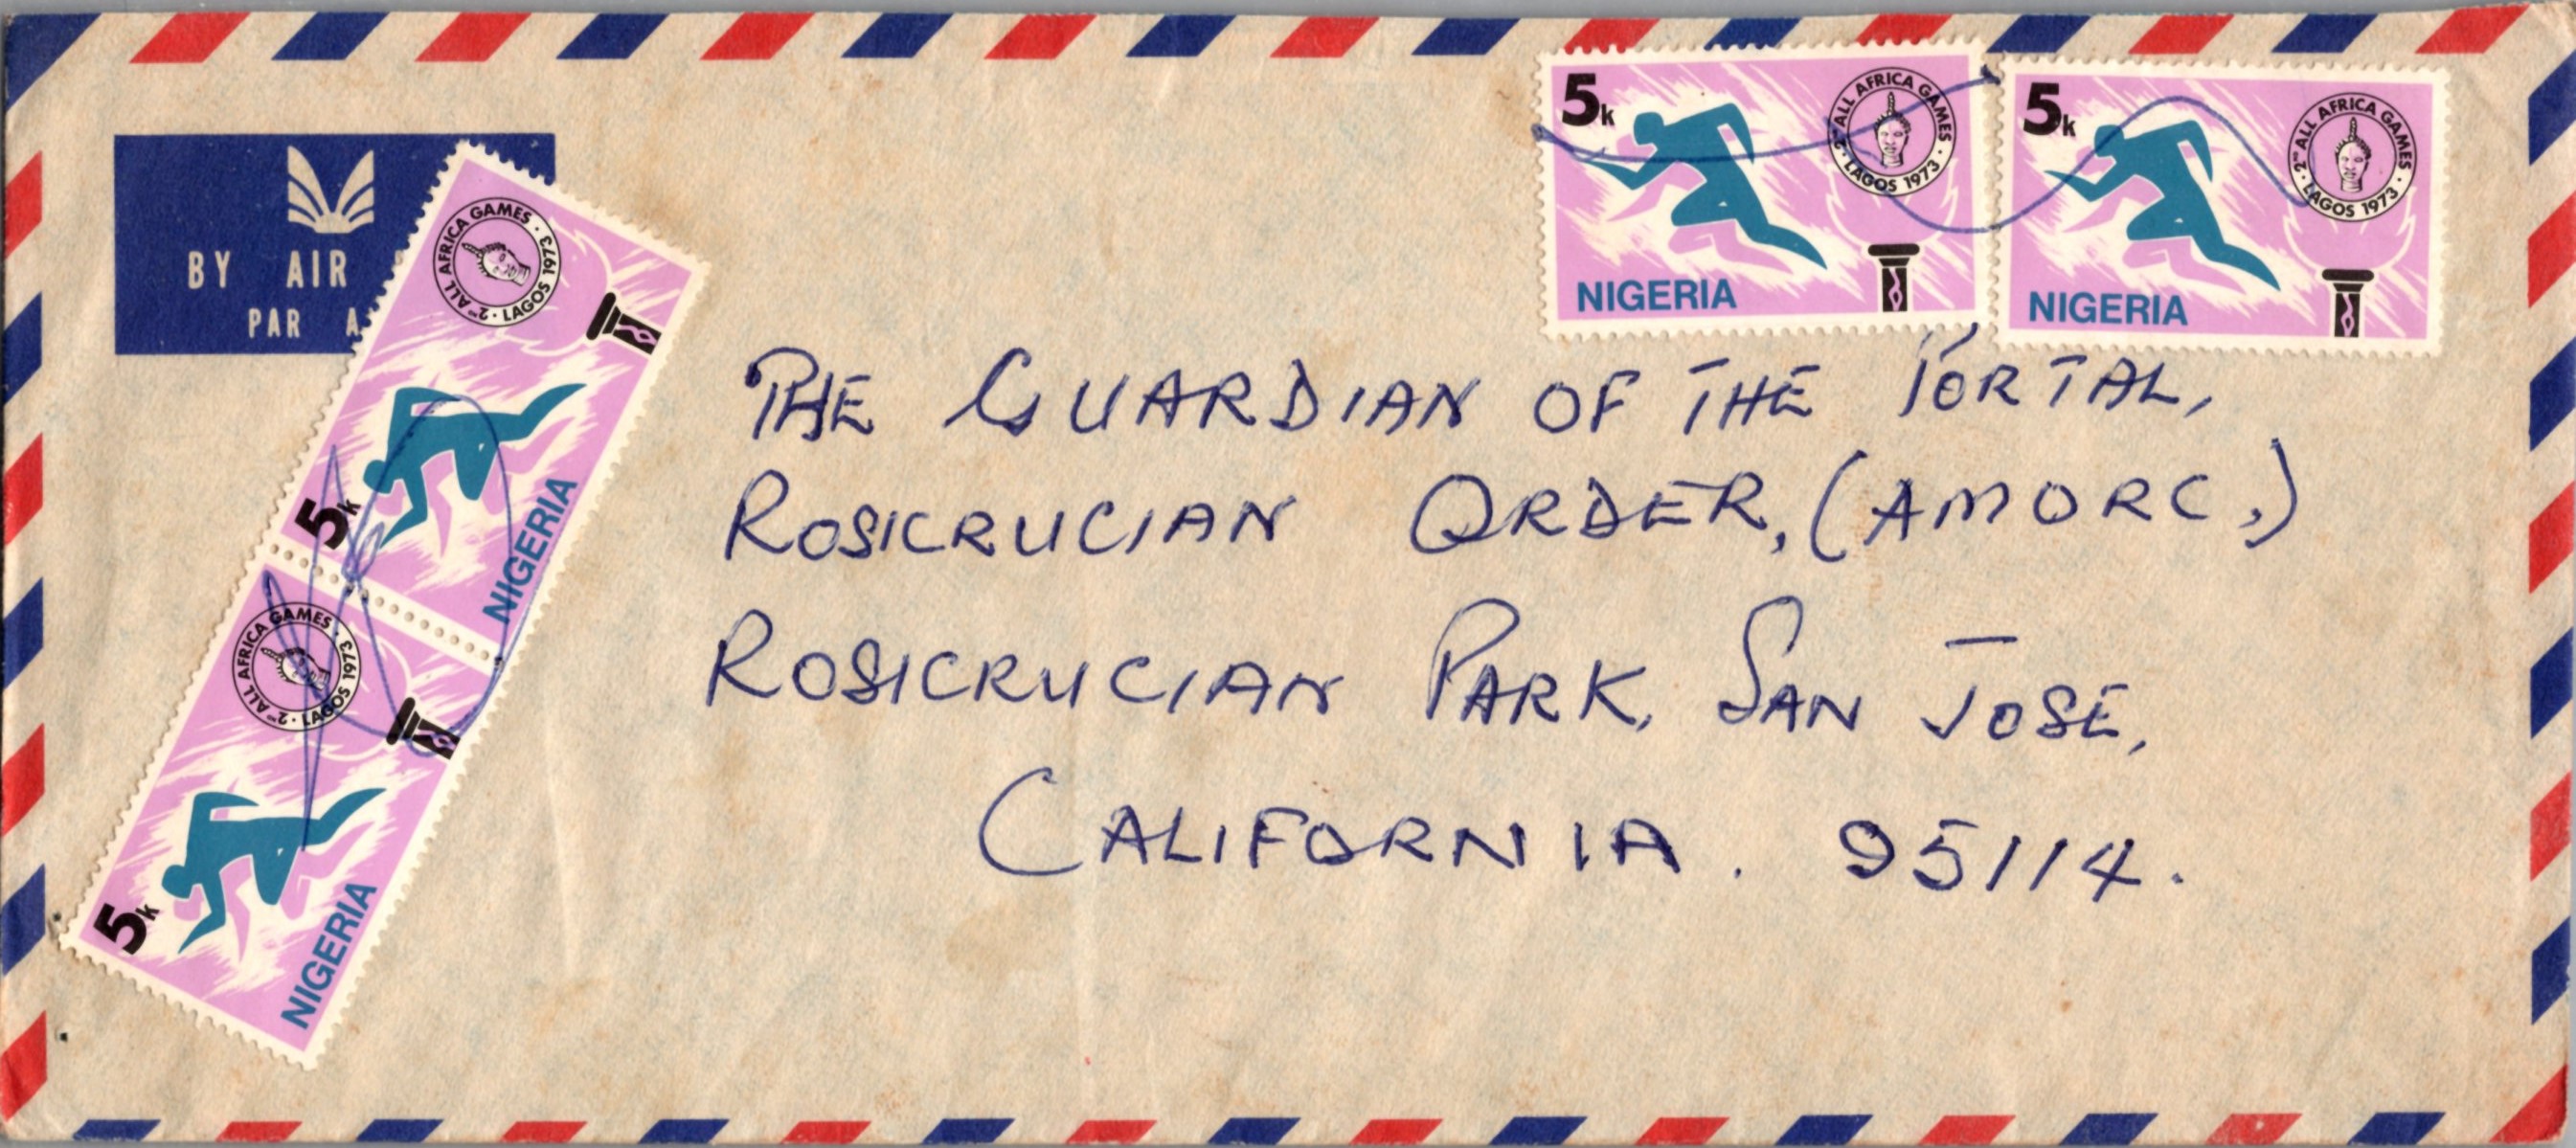 BY AIR
PAR
5k
2ND ALL AFRICA GAMES · LAGOS 1973 ·
NIGERIA
5k
2ND ALL AFRICA GAMES · LAGOS 1973 ·
NIGERIA
2ND ALL AFRICA GAMES · LAGOS 1973 ·
5k
NIGERIA
2ND ALL AFRICA GAMES · LAGOS 1973 ·
5k
NIGERIA
THE GUARDIAN OF THE PORTAL,
ROSICRUCIAN ORDER, (AMORC,)
ROSICRUCIAN PARK, SAN JOSE,
CALIFORNIA. 95114.